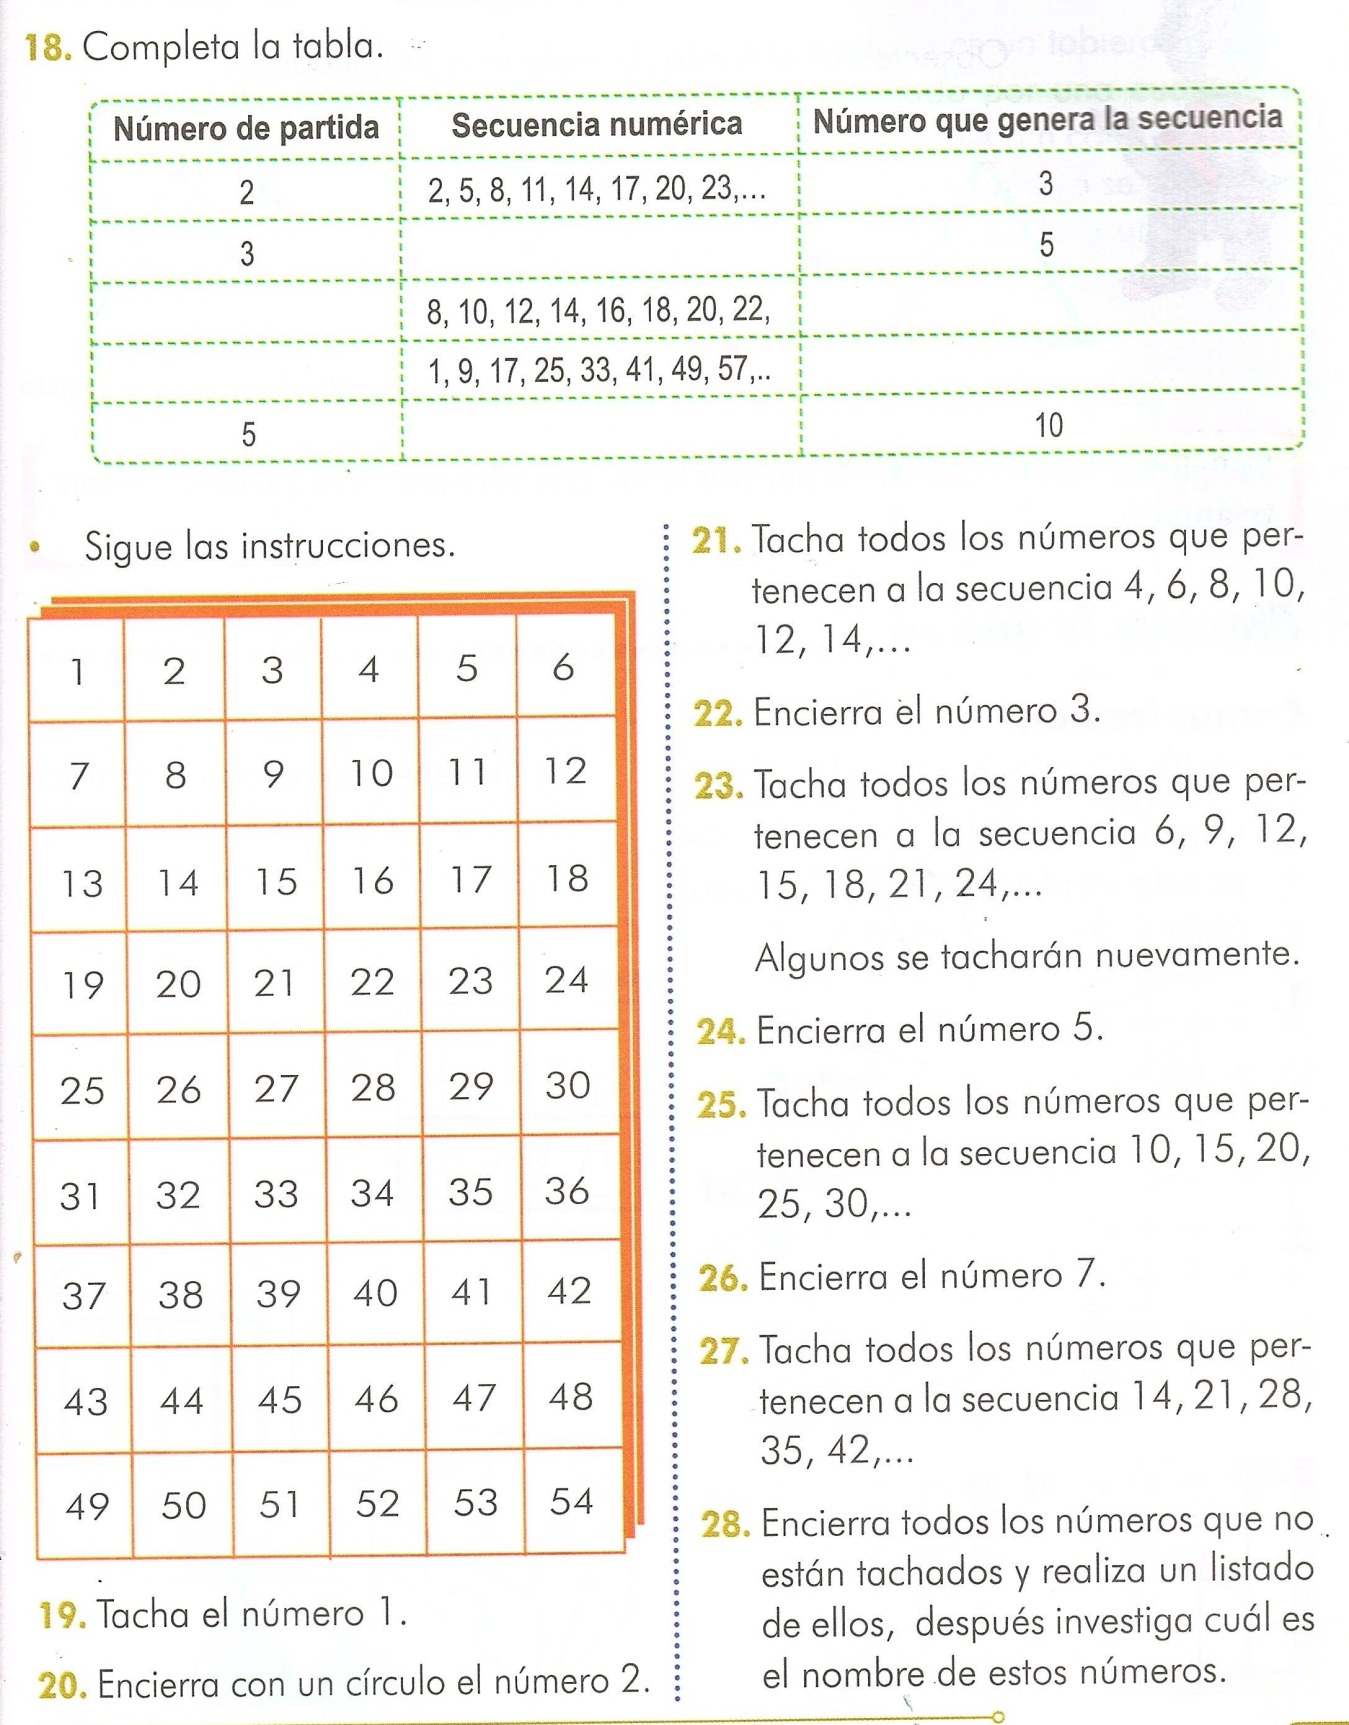 18. Completa la tabla.
Número de partida Secuencia numérica Número que genera la secuencia
2 2, 5, 8, 11, 14, 17, 20, 23,... 3
3 5
8, 10, 12, 14, 16, 18, 20, 22,
1, 9, 17, 25, 33, 41, 49, 57,..
5 10
• Sigue las instrucciones.
1 2 3 4 5 6
7 8 9 10 11 12
13 14 15 16 17 18
19 20 21 22 23 24
25 26 27 28 29 30
31 32 33 34 35 36
37 38 39 40 41 42
43 44 45 46 47 48
49 50 51 52 53 54
19. Tacha el número 1.
20. Encierra con un círculo el número 2.
21. Tacha todos los números que per-
tenecen a la secuencia 4, 6, 8, 10,
12, 14,...
22. Encierra el número 3.
23. Tacha todos los números que per-
tenecen a la secuencia 6, 9, 12,
15, 18, 21, 24,...
Algunos se tacharán nuevamente.
24. Encierra el número 5.
25. Tacha todos los números que per-
tenecen a la secuencia 10, 15, 20,
25, 30,...
26. Encierra el número 7.
27. Tacha todos los números que per-
tenecen a la secuencia 14, 21, 28,
35, 42,...
28. Encierra todos los números que no
están tachados y realiza un listado
de ellos, después investiga cuál es
el nombre de estos números.